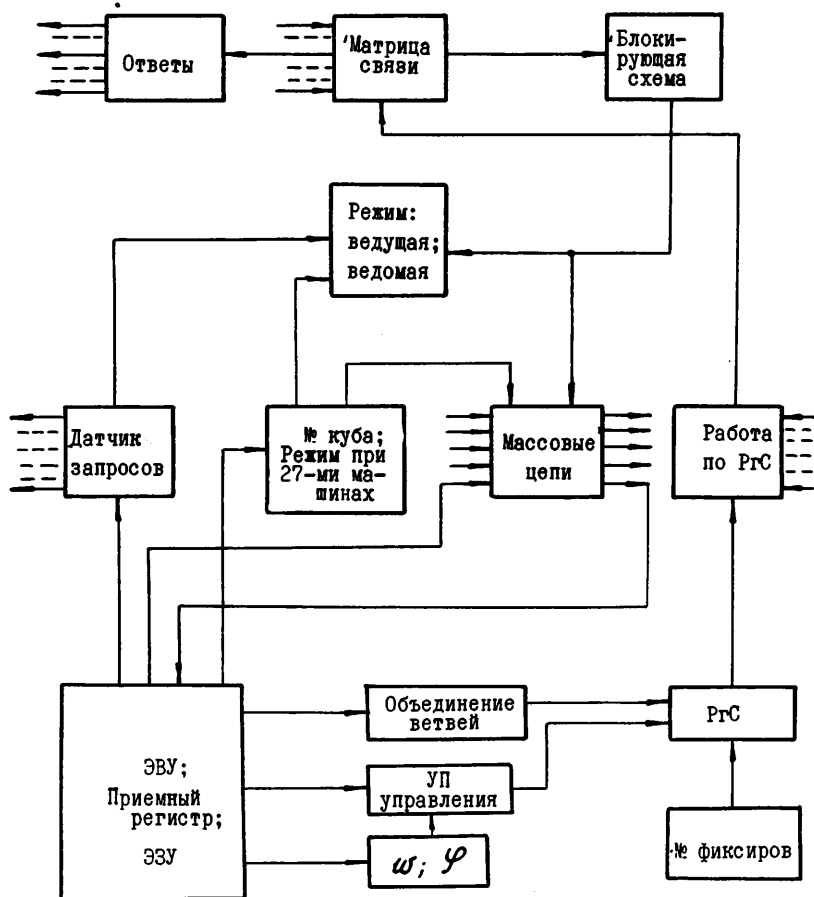 Ответы
Матрица
связи
Блоки-
рующая
схема
Режим:
ведущая;
ведомая
Датчик
запросов
№ куба;
Режим при
27-ми ма-
шинах
Массовые
цепи
Работа
по РгС
ЭВУ;
Приемный
регистр;
ЭЗУ
Объединение
ветвей
РгС
УП
управления
w; φ
№ фиксиров